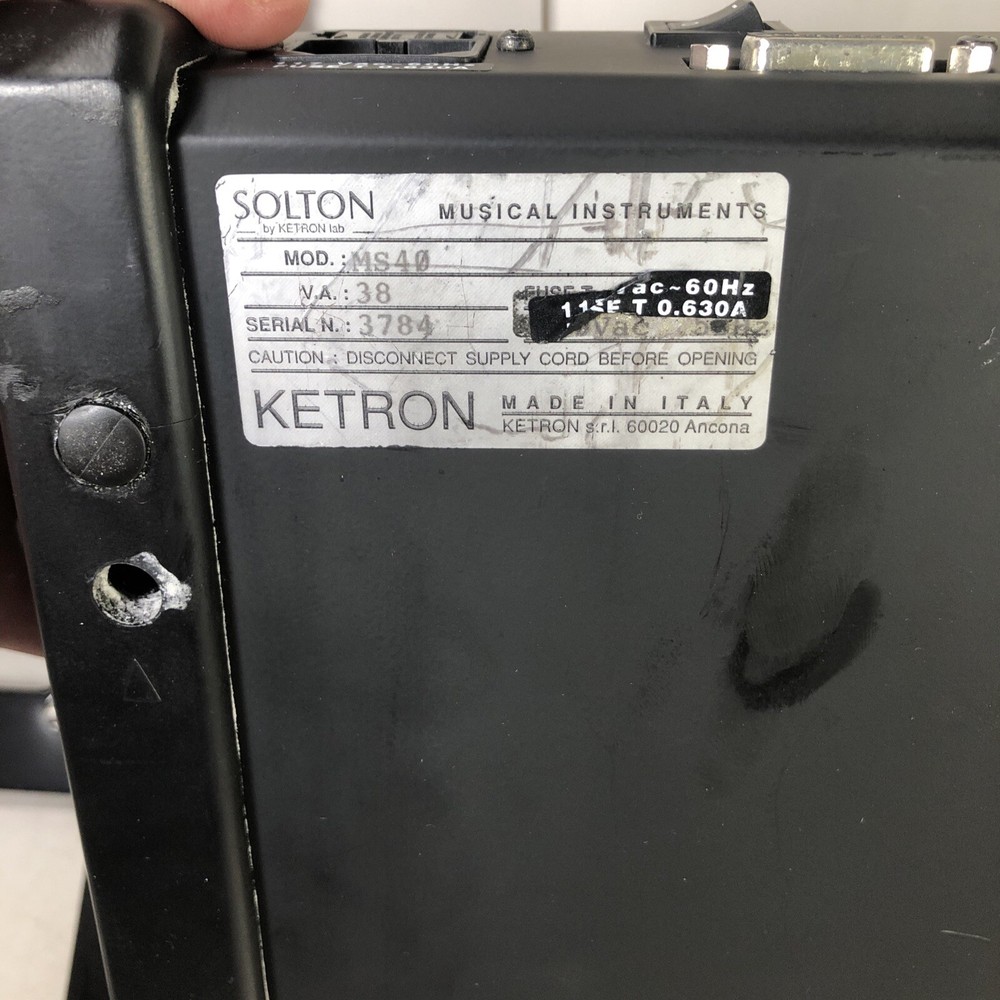 SOLTON
by KETRON lab
MUSICAL INSTRUMENTS
MOD. : MS40
V.A. : 38
SERIAL N. : 3784
ac~60Hz
T 0.630A
CAUTION : DISCONNECT SUPPLY CORD BEFORE OPENING
KETRON
MADE IN ITALY
KETRON s.r.l. 60020 Ancona